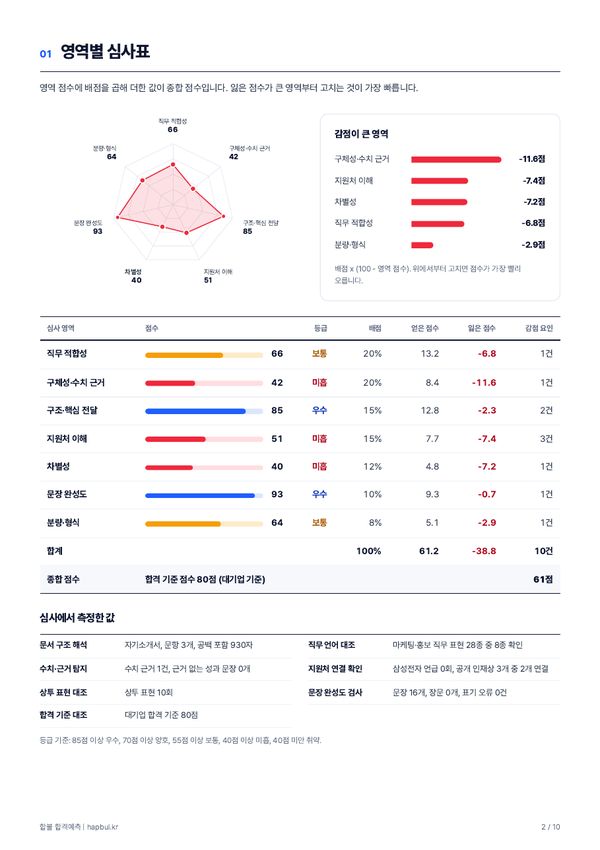 01 영역별 심사표
영역 점수에 배점을 곱해 더한 값이 종합 점수입니다. 잃은 점수가 큰 영역부터 고치는 것이 가장 빠릅니다.
직무 적합성
66
분량·형식
64
구체성·수치 근거
42
문장 완성도
93
구조·핵심 전달
85
차별성
40
지원처 이해
51
감점이 큰 영역
구체성·수치 근거 -11.6점
지원처 이해 -7.4점
차별성 -7.2점
직무 적합성 -6.8점
분량·형식 -2.9점
배점 x (100 - 영역 점수). 위에서부터 고치면 점수가 가장 빨리
오릅니다.
심사 영역 점수 등급 배점 얻은 점수 잃은 점수 감점 요인
직무 적합성 66 보통 20% 13.2 -6.8 1건
구체성·수치 근거 42 미흡 20% 8.4 -11.6 1건
구조·핵심 전달 85 우수 15% 12.8 -2.3 2건
지원처 이해 51 미흡 15% 7.7 -7.4 3건
차별성 40 미흡 12% 4.8 -7.2 1건
문장 완성도 93 우수 10% 9.3 -0.7 1건
분량·형식 64 보통 8% 5.1 -2.9 1건
합계 100% 61.2 -38.8 10건
종합 점수 합격 기준 점수 80점 (대기업 기준) 61점
심사에서 측정한 값
문서 구조 해석 자기소개서, 문항 3개, 공백 포함 930자
직무 언어 대조 마케팅·홍보 직무 표현 28종 중 8종 확인
수치·근거 탐지 수치 근거 1건, 근거 없는 성과 문장 0개
지원처 연결 확인 삼성전자 언급 0회, 공개 인재상 3개 중 2개 연결
상투 표현 대조 상투 표현 10회
문장 완성도 검사 문장 16개, 장문 0개, 표기 오류 0건
합격 기준 대조 대기업 합격 기준 80점
등급 기준: 85점 이상 우수, 70점 이상 양호, 55점 이상 보통, 40점 이상 미흡, 40점 미만 취약.
합불 합격예측 | hapbul.kr 2 / 10